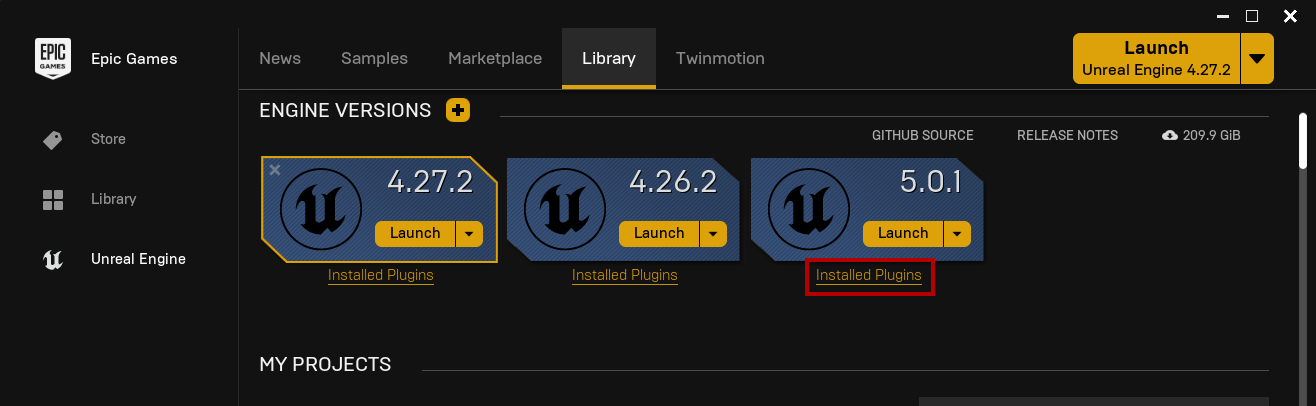 EPIC
GAMES
Epic Games
Store
Library
Unreal Engine
News
Samples
Marketplace
Library
Twinmotion
Launch
Unreal Engine 4.27.2
ENGINE VERSIONS
GITHUB SOURCE
RELEASE NOTES
209.9 GiB
4.27.2
Launch
Installed Plugins
4.26.2
Launch
Installed Plugins
5.0.1
Launch
Installed Plugins
MY PROJECTS